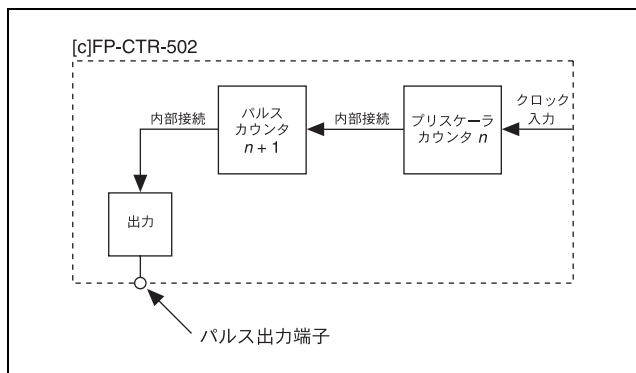 [c]FP-CTR-502
クロック
入力
プリスケーラ
カウンタ n
内部接続
パルス
カウンタ
n + 1
内部接続
出力
パルス出力端子